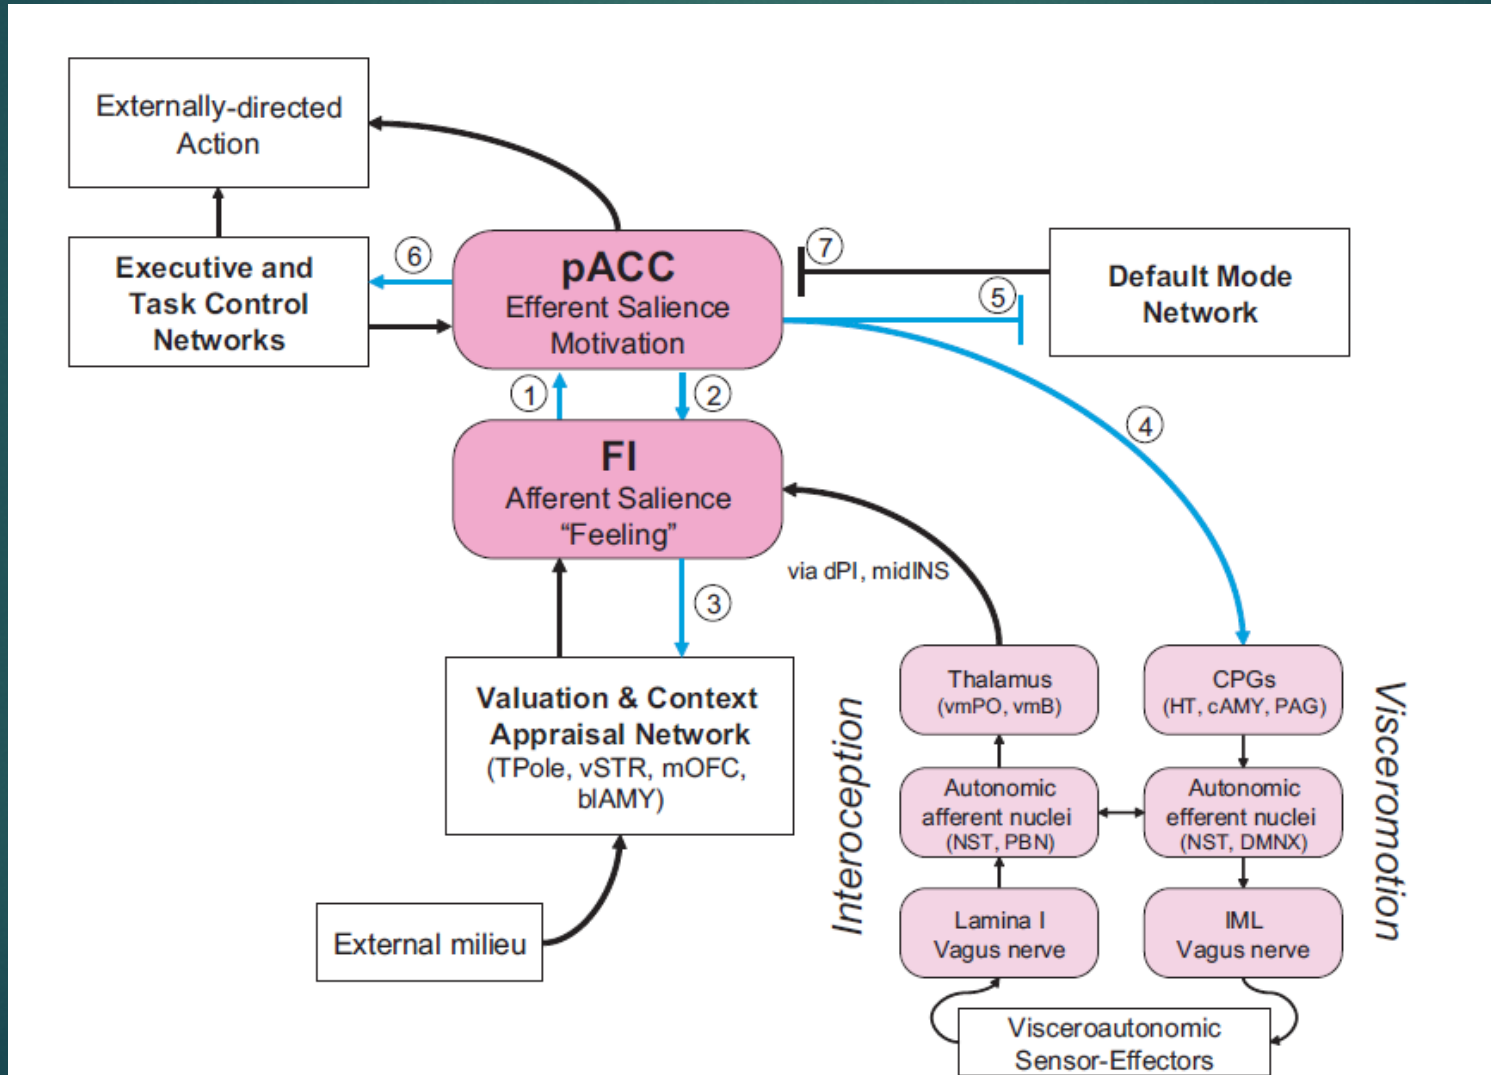 Externally-directed
Action
Executive and
Task Control
Networks
6
pACC
Efferent Salience
Motivation
7
5
Default Mode
Network
1
2
4
FI
Afferent Salience
“Feeling”
via dPI, midINS
3
Valuation & Context
Appraisal Network
(TPole, vSTR, mOFC,
blAMY)
External milieu
Interoception
Thalamus
(vmPO, vmB)
Autonomic
afferent nuclei
(NST, PBN)
Lamina I
Vagus nerve
CPGs
(HT, cAMY, PAG)
Autonomic
efferent nuclei
(NST, DMNX)
IML
Vagus nerve
Visceromotion
Visceroautonomic
Sensor-Effectors